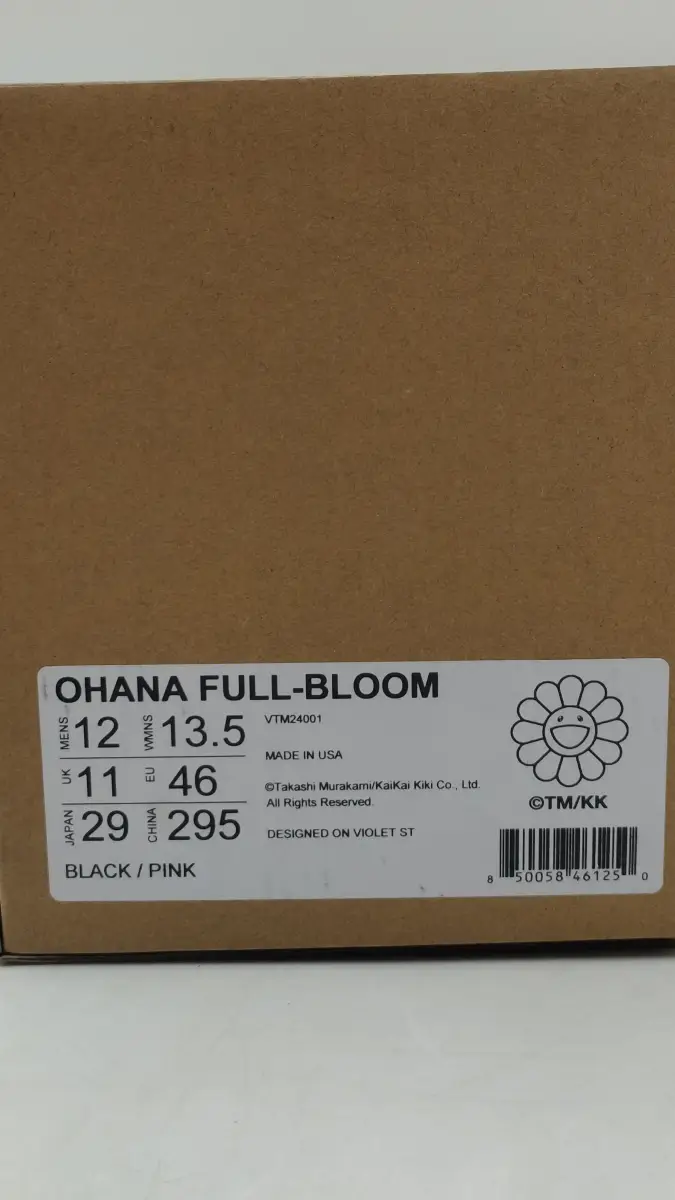 OHANA FULL-BLOOM
MENS 12 WMNS 13.5
UK 11 EU 46
JAPAN 29 CHINA 295
BLACK / PINK
VTM24001
MADE IN USA
©Takashi Murakami/KaiKai Kiki Co., Ltd.
All Rights Reserved.
DESIGNED ON VIOLET ST
©TM/KK
8 50058 46125 0